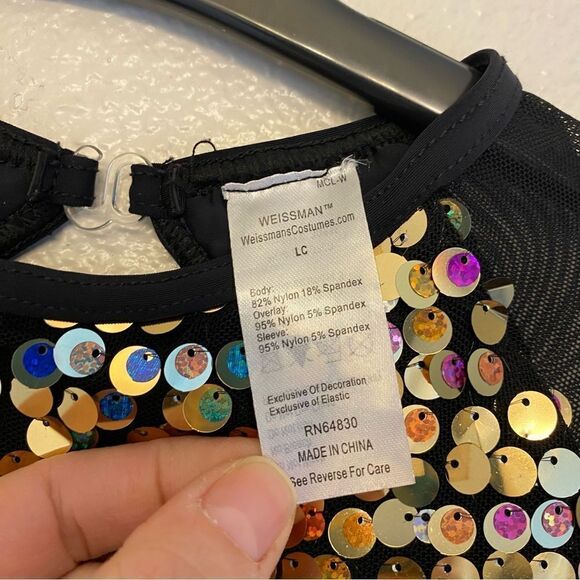 MCL-W
WEISSMAN™
WeissmansCostumes.com
LC
Body:
82% Nylon 18% Spandex
Overlay:
95% Nylon 5% Spandex
Sleeve:
95% Nylon 5% Spandex
Exclusive Of Decoration
Exclusive of Elastic
RN64830
MADE IN CHINA
See Reverse For Care